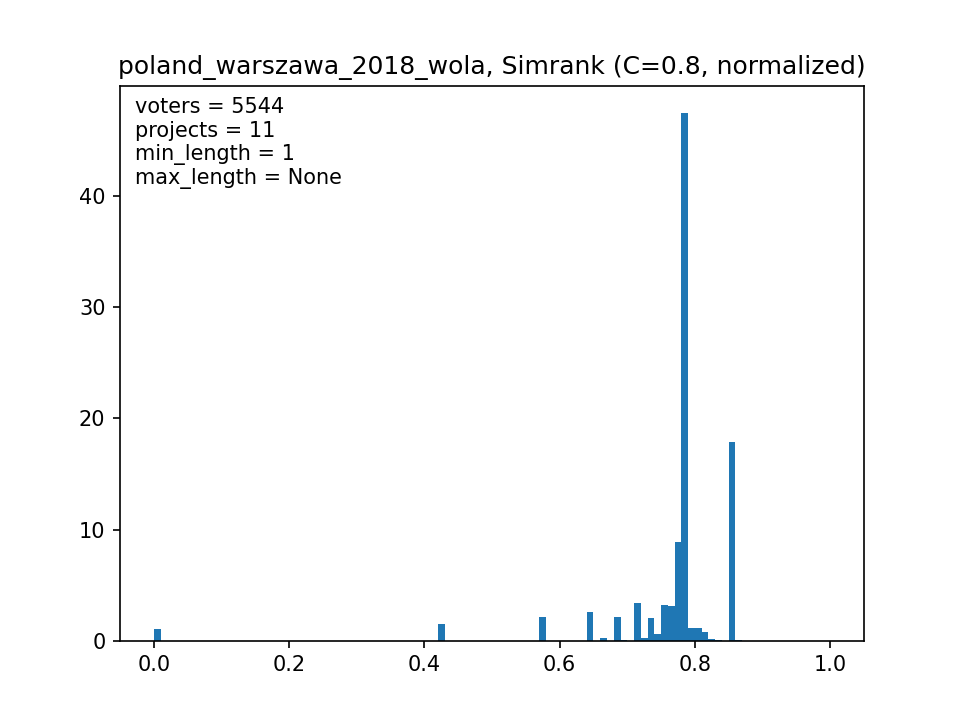 poland_warszawa_2018_wola, Simrank (C=0.8, normalized)
voters = 5544
projects = 11
min_length = 1
max_length = None
40
30
20
10
0
0.0 0.2 0.4 0.6 0.8 1.0